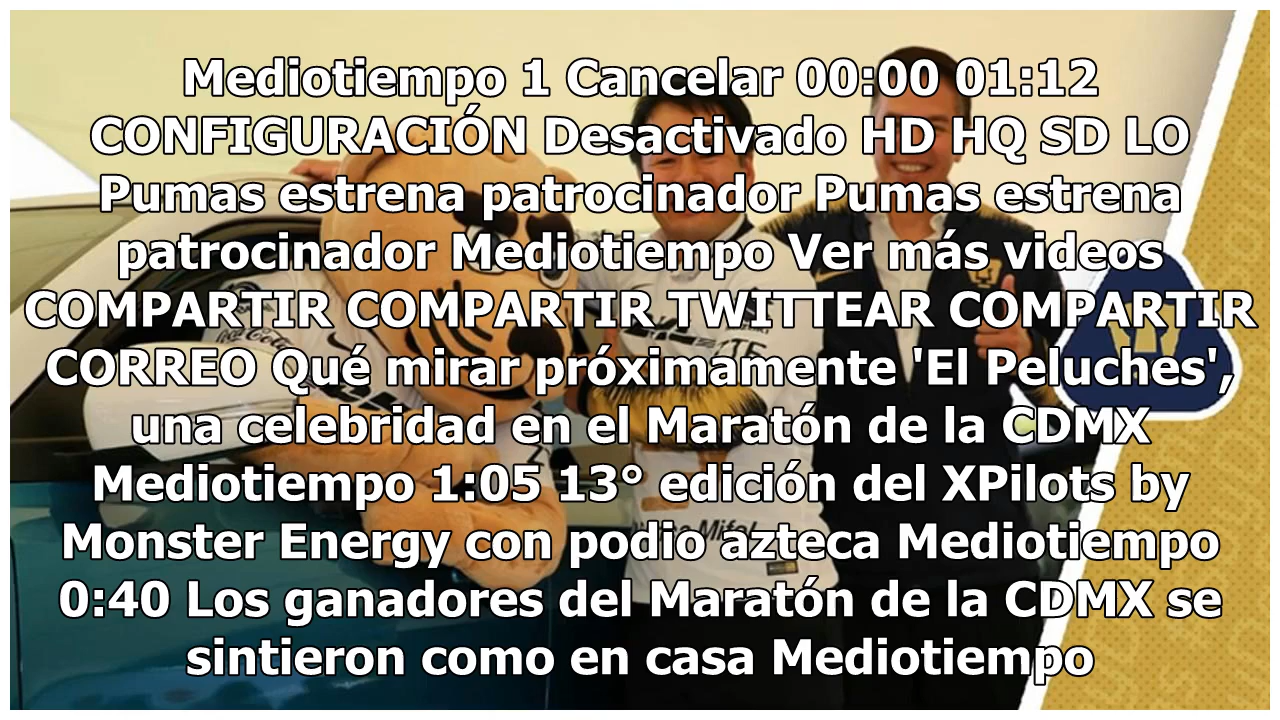 Mediotiempo 1 Cancelar 00:00 01:12
CONFIGURACIÓN Desactivado HD HQ SD LO
Pumas estrena patrocinador Pumas estrena
patrocinador Mediotiempo Ver más videos
COMPARTIR COMPARTIR TWITTEAR COMPARTIR
CORREO Qué mirar próximamente 'El Peluches',
una celebridad en el Maratón de la CDMX
Mediotiempo 1:05 13° edición del XPilots by
Monster Energy con podio azteca Mediotiempo
0:40 Los ganadores del Maratón de la CDMX se
sintieron como en casa Mediotiempo
Coca-Cola
Mifel